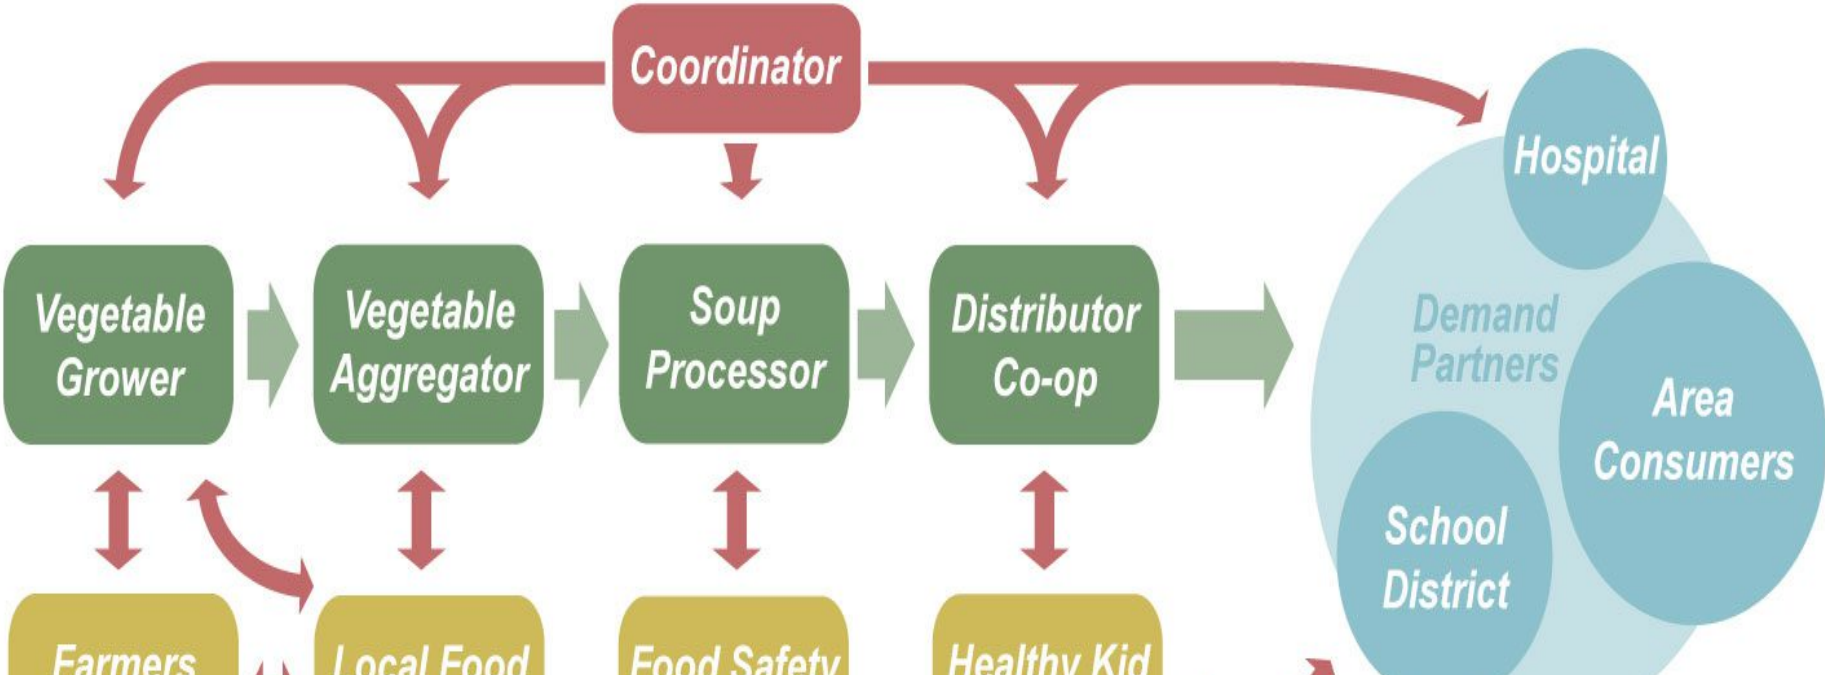 Coordinator
Hospital
Vegetable
Grower
Vegetable
Aggregator
Soup
Processor
Distributor
Co-op
Demand
Partners
Area
Consumers
School
District
Farmers
Local Food
Food Safety
Healthy Kid